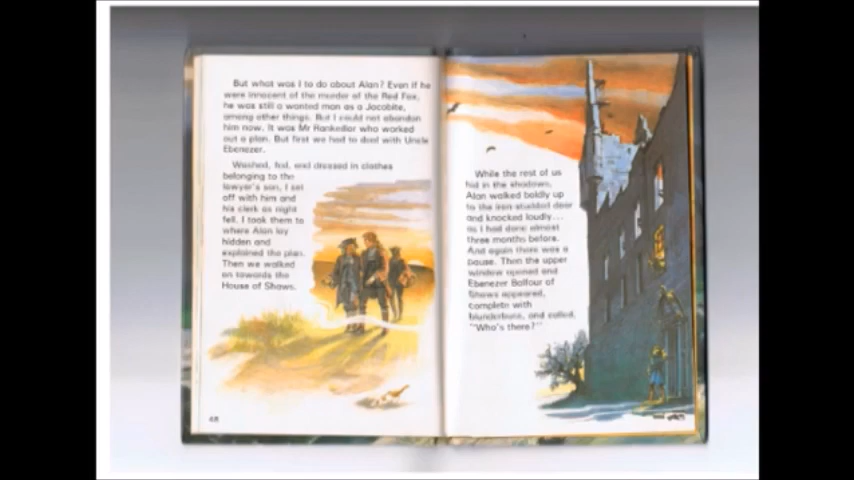 But what was I to do about Alan? Even if he
were innocent of the murder of the Red Fox,
he was still a wanted man as a Jacobite,
among other things. But I could not abandon
him now. It was Mr Rankeillor who worked
out a plan. But first we had to deal with Uncle
Ebenezer.
Washed, fed, and dressed in clothes
belonging to the
lawyer's son, I set
off with him and
his clerk as night
fell. I took them to
where Alan lay
hidden and
explained the plan.
Then we walked
on towards the
House of Shaws.
48
While the rest of us
hid in the shadows,
Alan walked boldly up
to the iron-studded door
and knocked loudly...
as I had done almost
three months before.
And again there was a
pause. Then the upper
window opened and
Ebenezer Balfour of
Shaws appeared,
complete with
blunderbuss, and called,
"Who's there?"